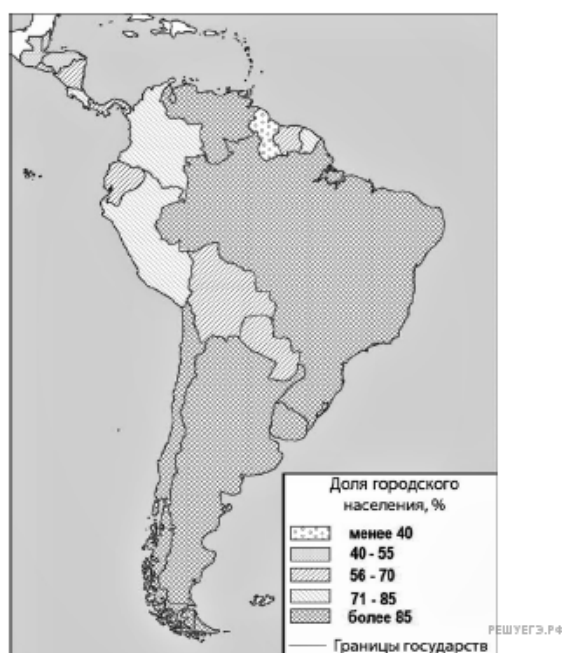 Доля городского
населения, %
менее 40
40 - 55
56 - 70
71 - 85
более 85
Границы государств
РЕШУЕГЭ.РФ